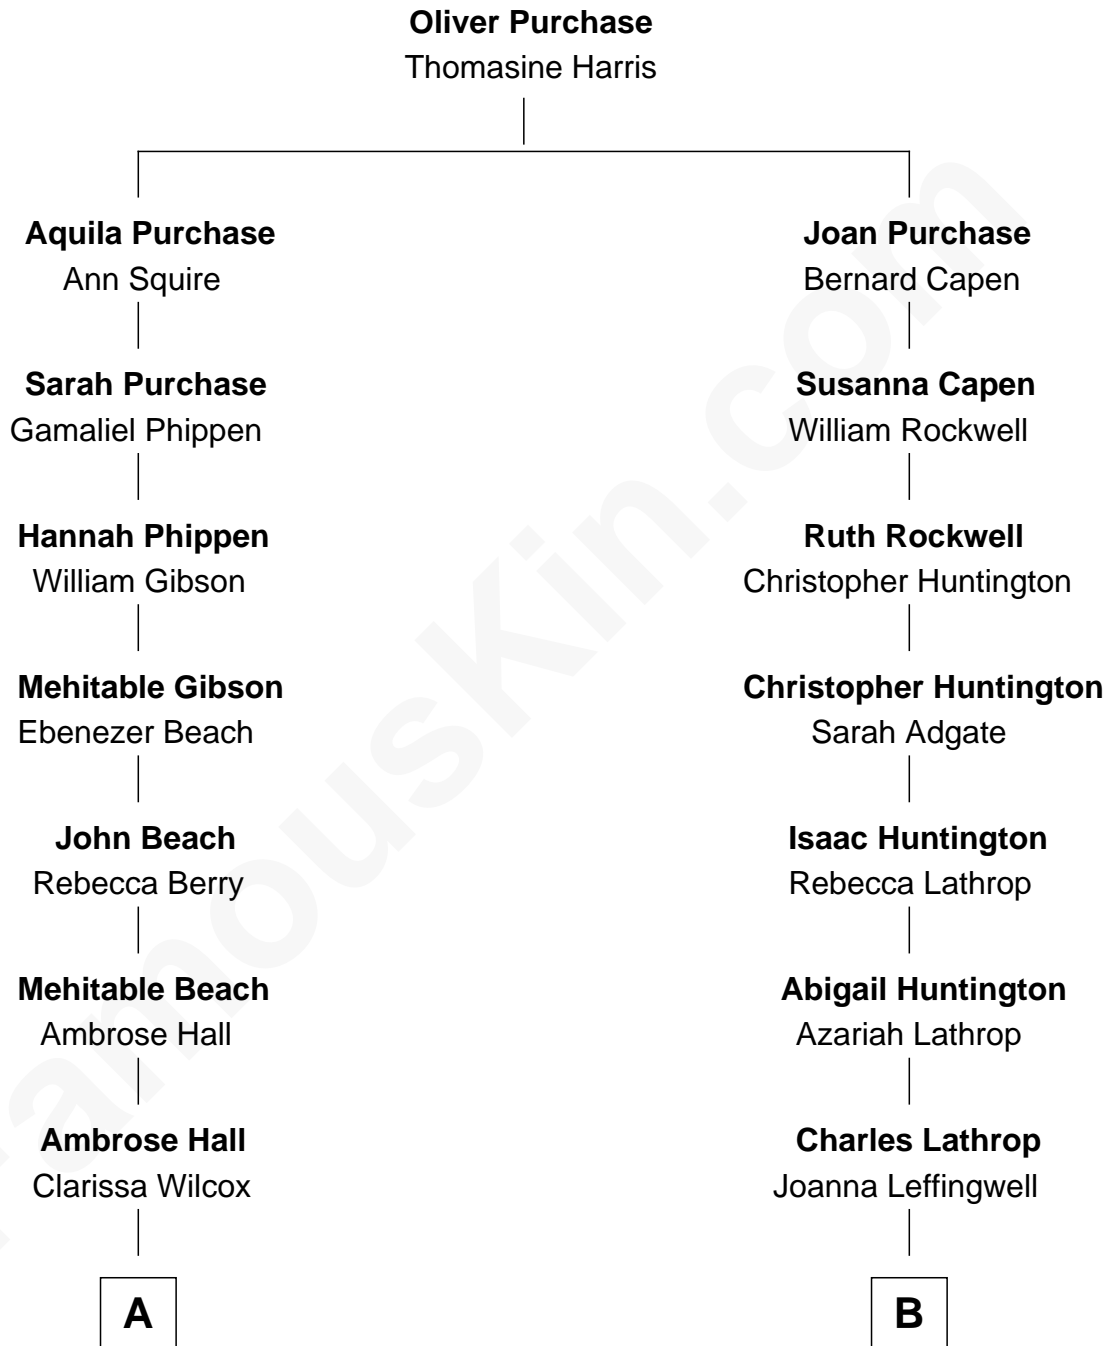 Oliver Purchase
Thomasine Harris
Aquila Purchase
Ann Squire
Joan Purchase
Bernard Capen
Sarah Purchase
Gamaliel Phippen
Susanna Capen
William Rockwell
Hannah Phippen
William Gibson
Ruth Rockwell
Christopher Huntington
Mehitable Gibson
Ebenezer Beach
Christopher Huntington
Sarah Adgate
John Beach
Rebecca Berry
Isaac Huntington
Rebecca Lathrop
Mehitable Beach
Ambrose Hall
Abigail Huntington
Azariah Lathrop
Ambrose Hall
Clarissa Wilcox
Charles Lathrop
Joanna Leffingwell
A
B
FamousKin.com